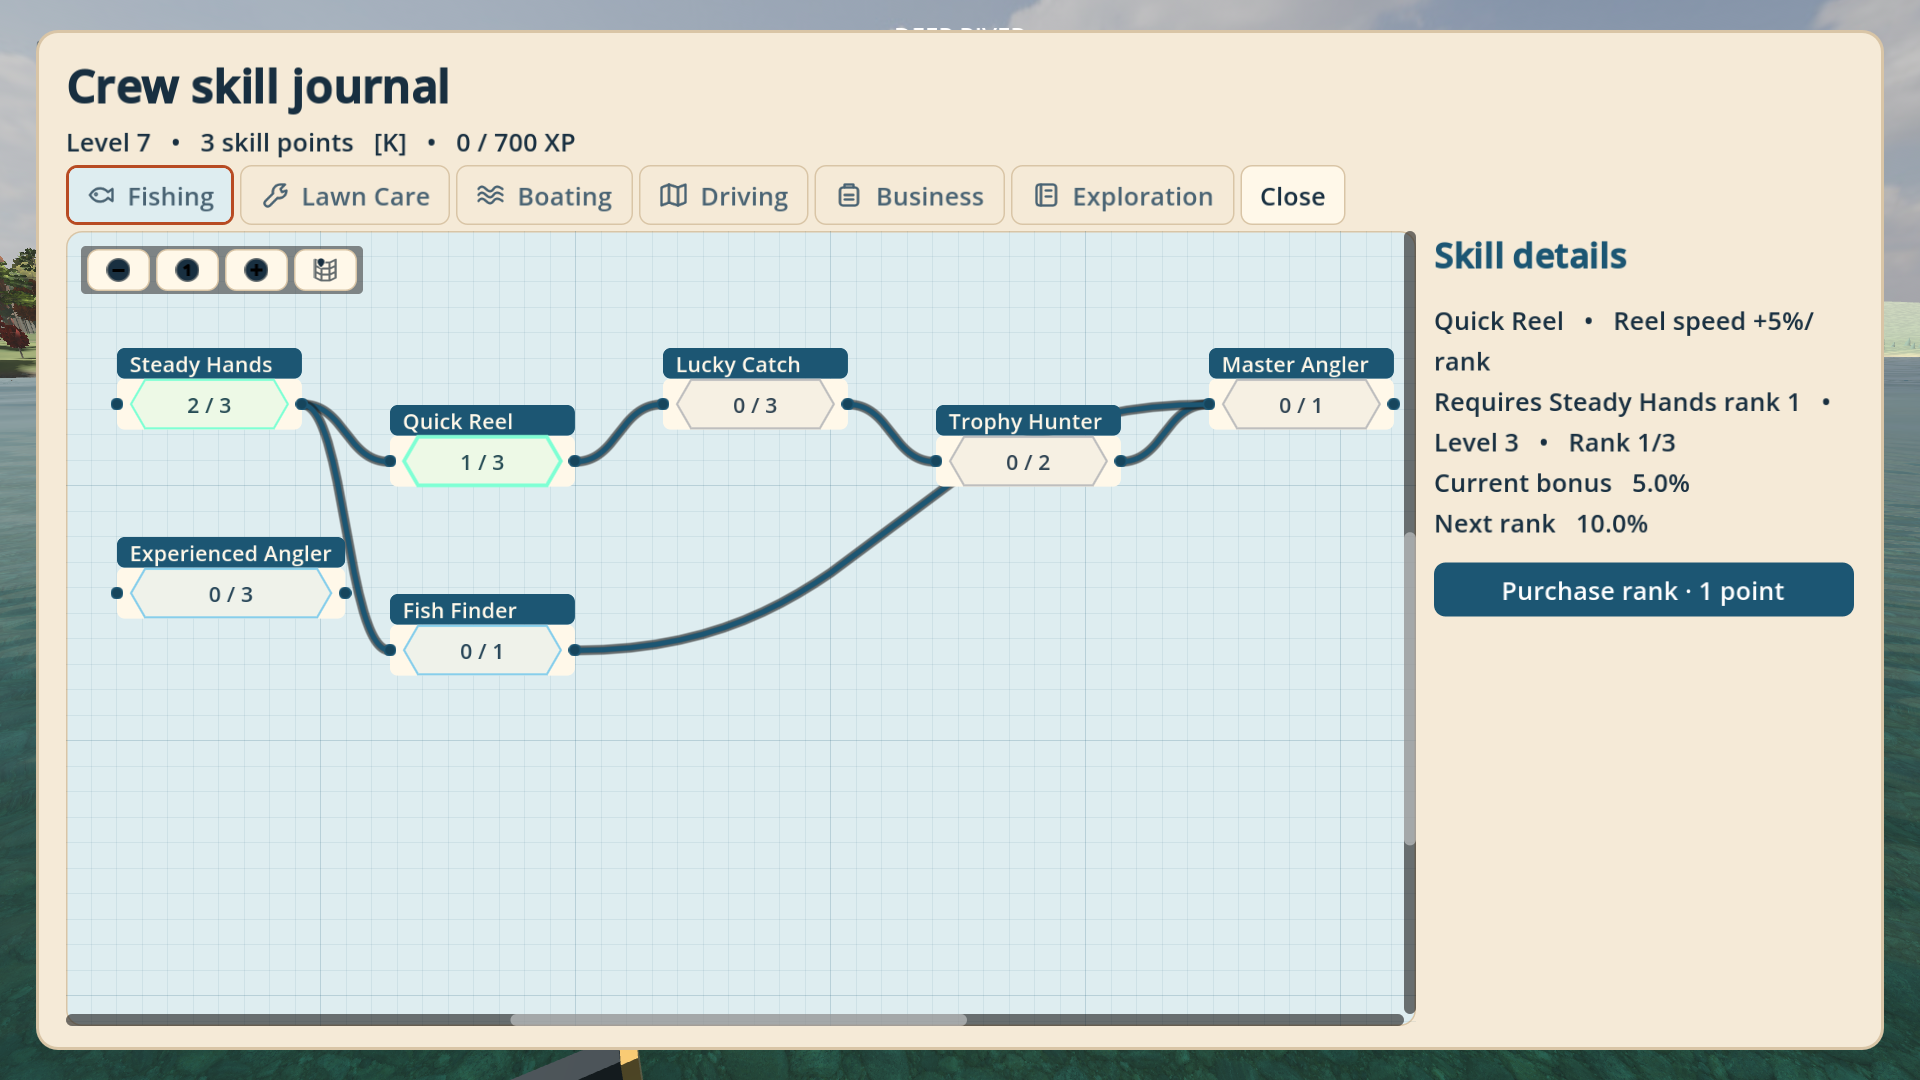 Crew skill journal
Level 7 • 3 skill points [K] • 0 / 700 XP
Fishing
Lawn Care
Boating
Driving
Business
Exploration
Close
Skill details
Quick Reel • Reel speed +5%/
rank
Requires Steady Hands rank 1 •
Level 3 • Rank 1/3
Current bonus 5.0%
Next rank 10.0%
Purchase rank · 1 point
1
Steady Hands
2 / 3
Quick Reel
1 / 3
Lucky Catch
0 / 3
Trophy Hunter
0 / 2
Master Angler
0 / 1
Experienced Angler
0 / 3
Fish Finder
0 / 1